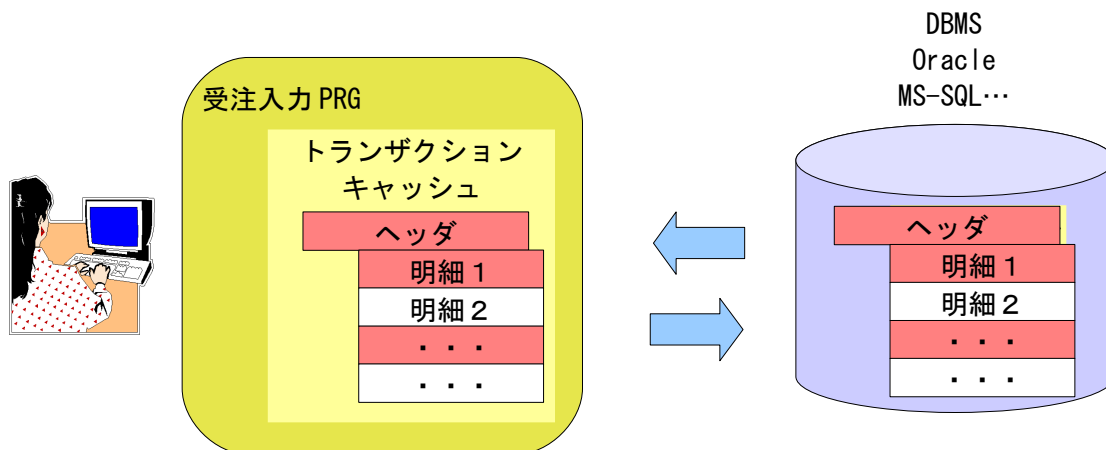 DBMS
Oracle
MS-SQL…
受注入力PRG
トランザクション
キャッシュ
ヘッダ
明細１
明細２
・・・
・・・
ヘッダ
明細１
明細２
・・・
・・・